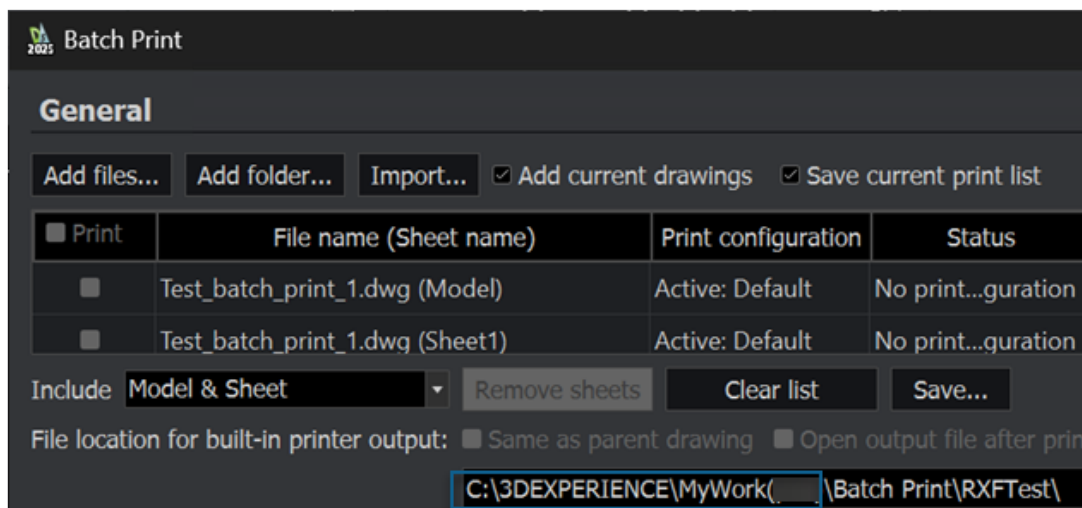 2025 Batch Print
General
Add files... Add folder... Import... Add current drawings Save current print list
Print File name (Sheet name) Print configuration Status
Test_batch_print_1.dwg (Model) Active: Default No print...guration
Test_batch_print_1.dwg (Sheet1) Active: Default No print...guration
Include Model & Sheet Remove sheets Clear list Save...
File location for built-in printer output: Same as parent drawing Open output file after
C:\3DEXPERIENCE\MyWork( \Batch Print\RXFTest\